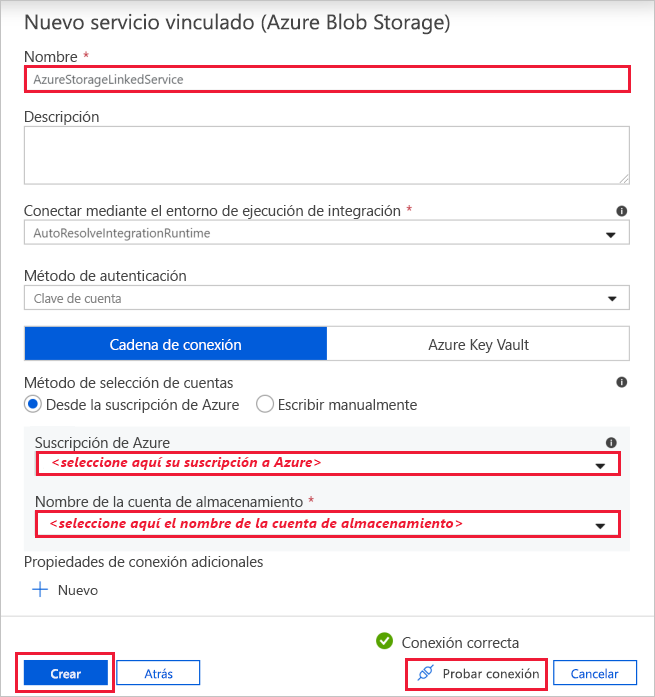 Nuevo servicio vinculado (Azure Blob Storage)
Nombre *
AzureStorageLinkedService
Descripción
Conectar mediante el entorno de ejecución de integración *
AutoResolveIntegrationRuntime
Método de autenticación
Clave de cuenta
Cadena de conexión Azure Key Vault
Método de selección de cuentas
Desde la suscripción de Azure Escribir manualmente
Suscripción de Azure
<seleccione aquí su suscripción a Azure>
Nombre de la cuenta de almacenamiento *
<seleccione aquí el nombre de la cuenta de almacenamiento>
Propiedades de conexión adicionales
+ Nuevo
Conexión correcta
Crear Atrás Probar conexión Cancelar